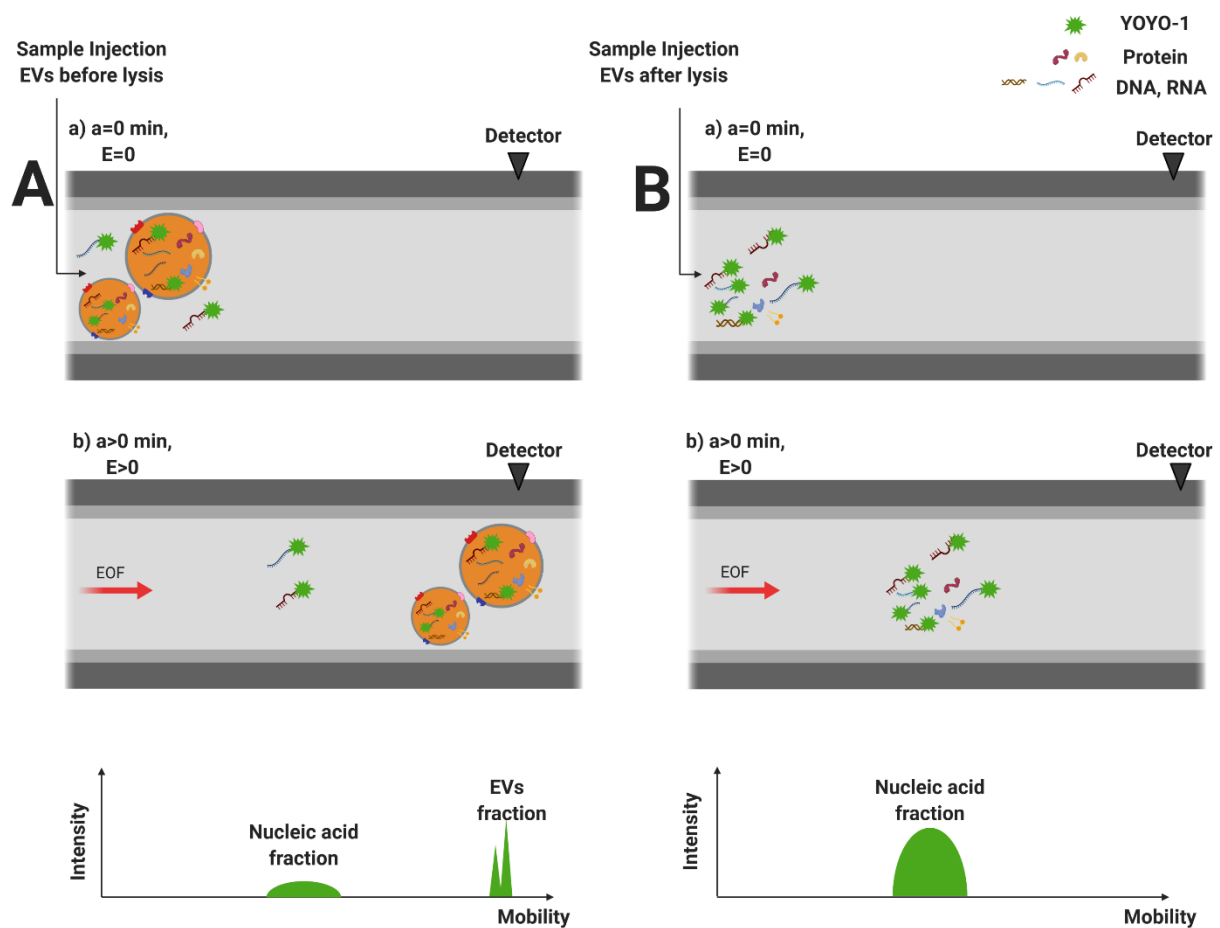 YOYO-1
Protein
DNA, RNA
Sample Injection
EVs before lysis
a) a=0 min,
E=0
Detector
A
Sample Injection
EVs after lysis
a) a=0 min,
E=0
Detector
B
b) a>0 min,
E>0
Detector
EOF
b) a>0 min,
E>0
Detector
EOF
Intensity
Nucleic acid
fraction
EVs
fraction
Mobility
Intensity
Nucleic acid
fraction
Mobility